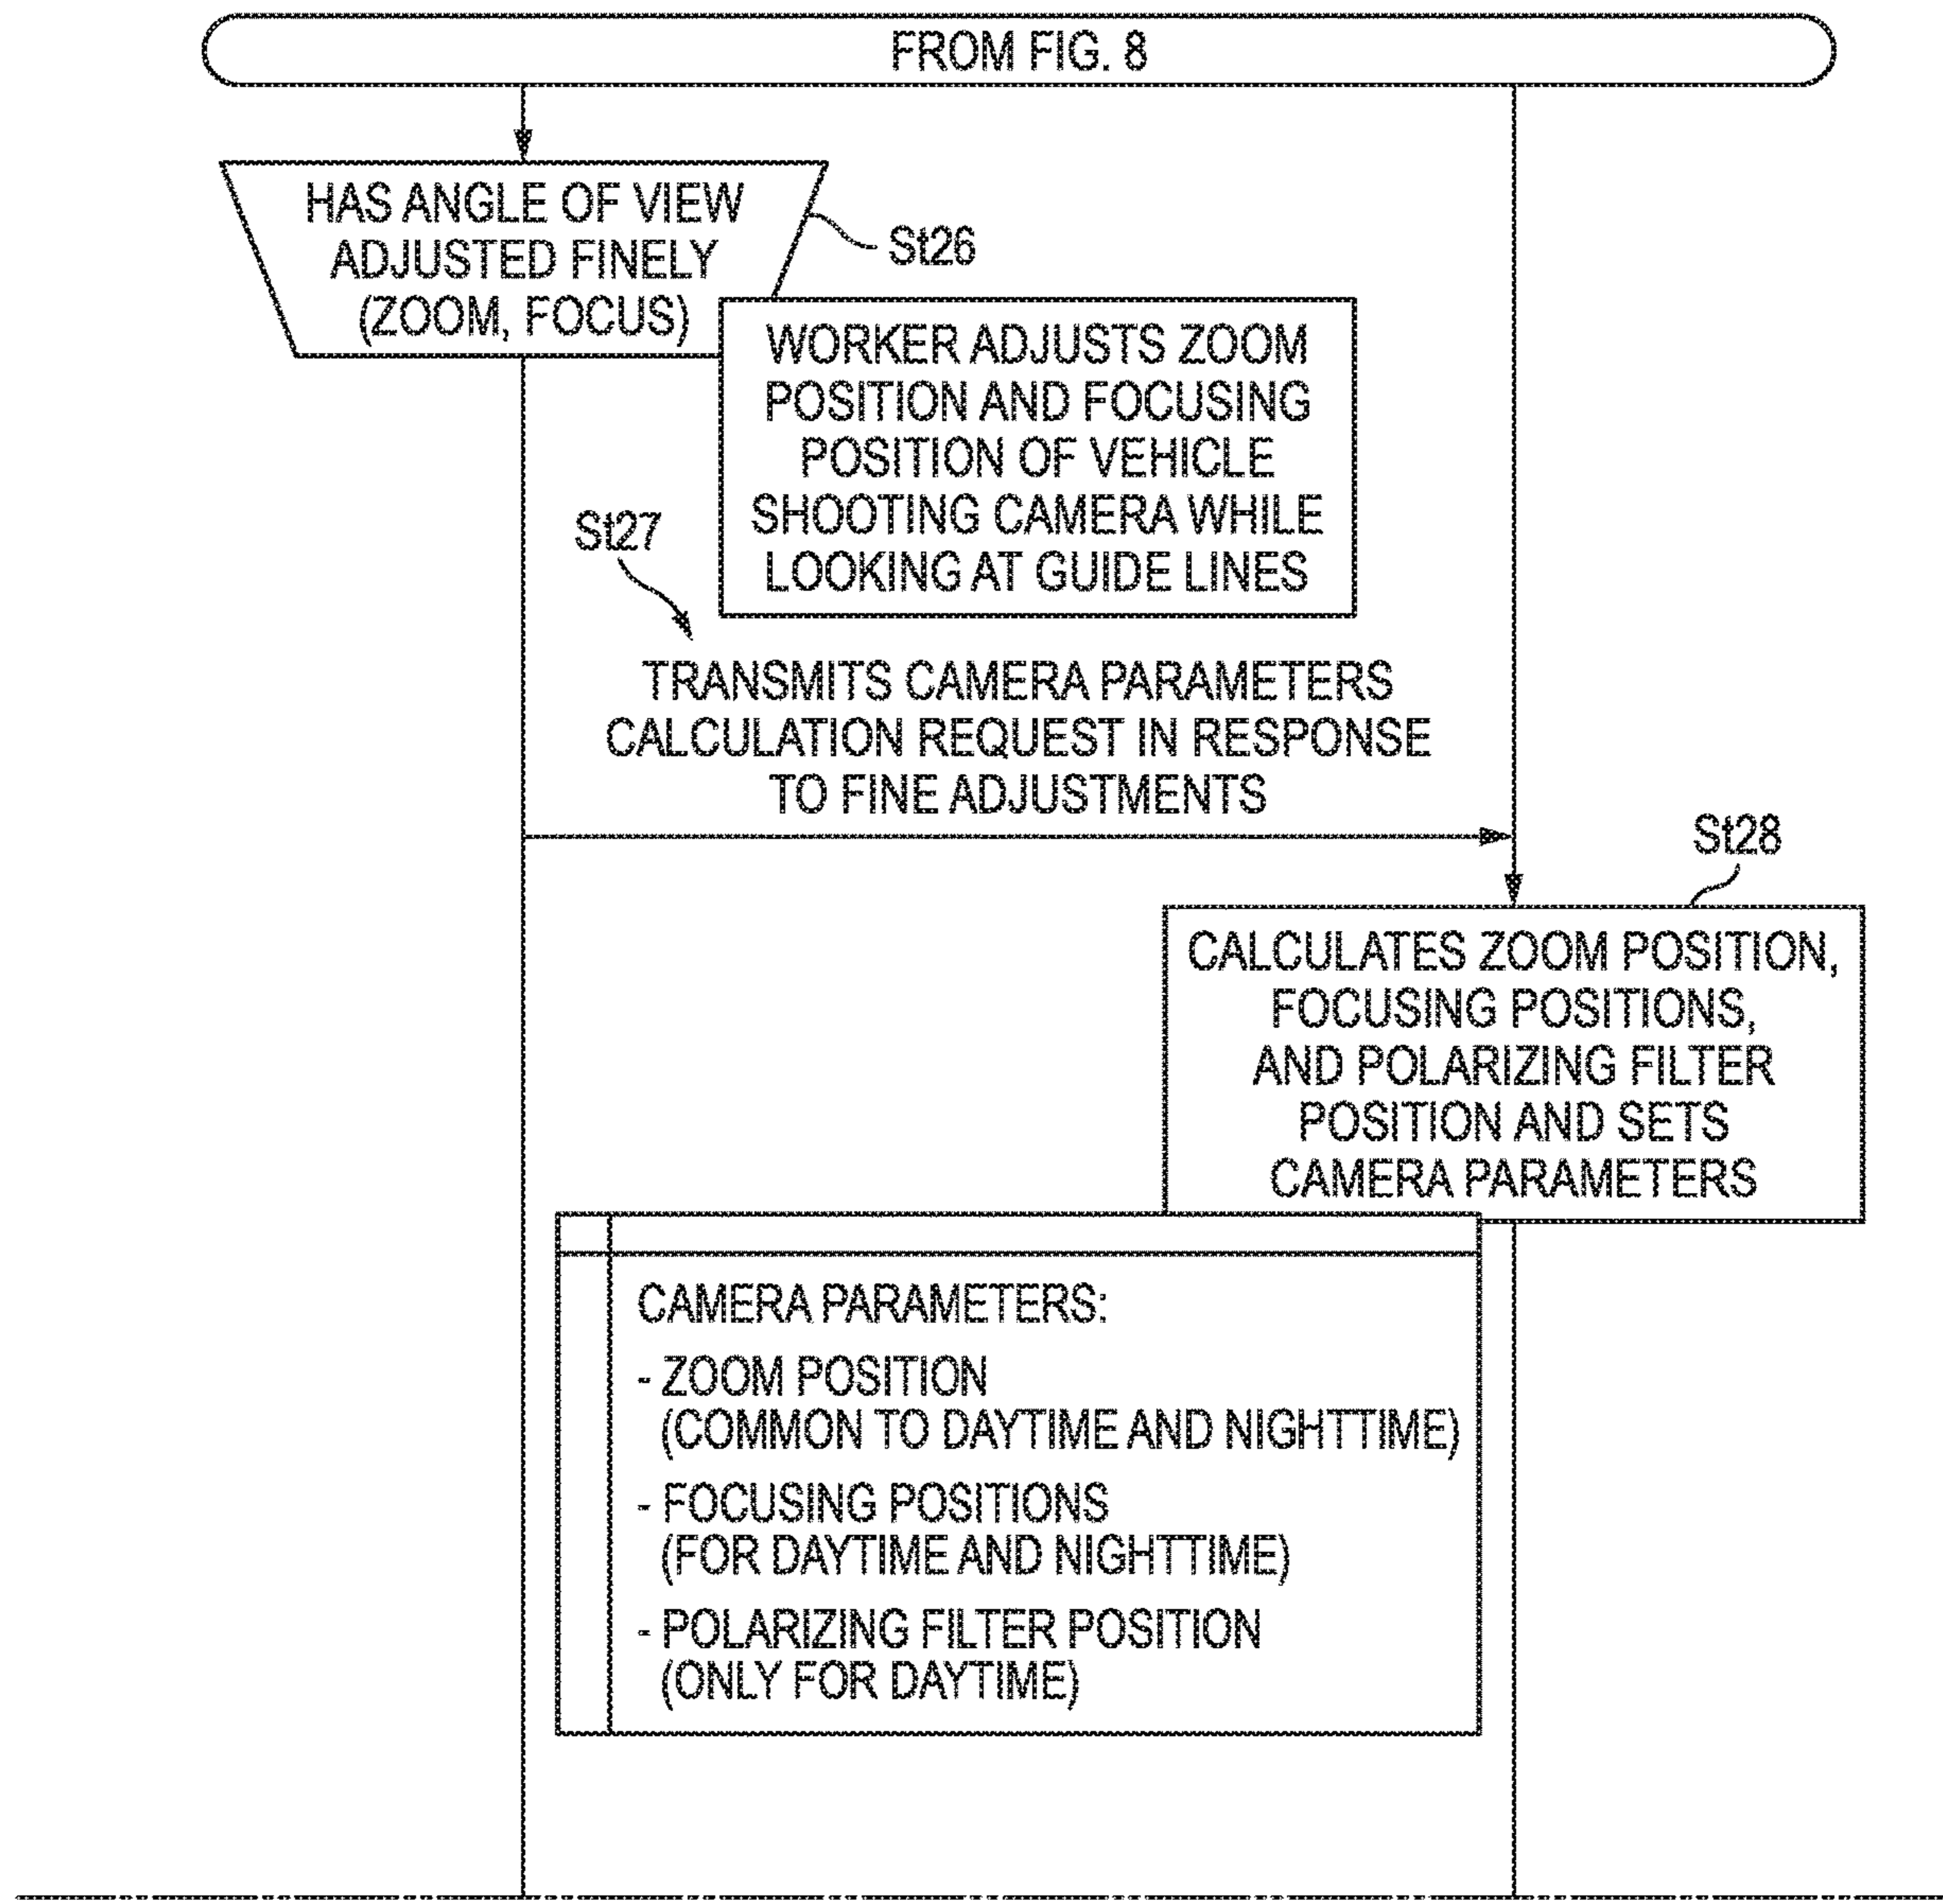 FROM FIG. 8
HAS ANGLE OF VIEW
ADJUSTED FINELY
(ZOOM, FOCUS)
St26
WORKER ADJUSTS ZOOM
POSITION AND FOCUSING
POSITION OF VEHICLE
SHOOTING CAMERA WHILE
LOOKING AT GUIDE LINES
St27
TRANSMITS CAMERA PARAMETERS
CALCULATION REQUEST IN RESPONSE
TO FINE ADJUSTMENTS
St28
CALCULATES ZOOM POSITION,
FOCUSING POSITIONS,
AND POLARIZING FILTER
POSITION AND SETS
CAMERA PARAMETERS
CAMERA PARAMETERS:
- ZOOM POSITION
(COMMON TO DAYTIME AND NIGHTTIME)
- FOCUSING POSITIONS
(FOR DAYTIME AND NIGHTTIME)
- POLARIZING FILTER POSITION
(ONLY FOR DAYTIME)